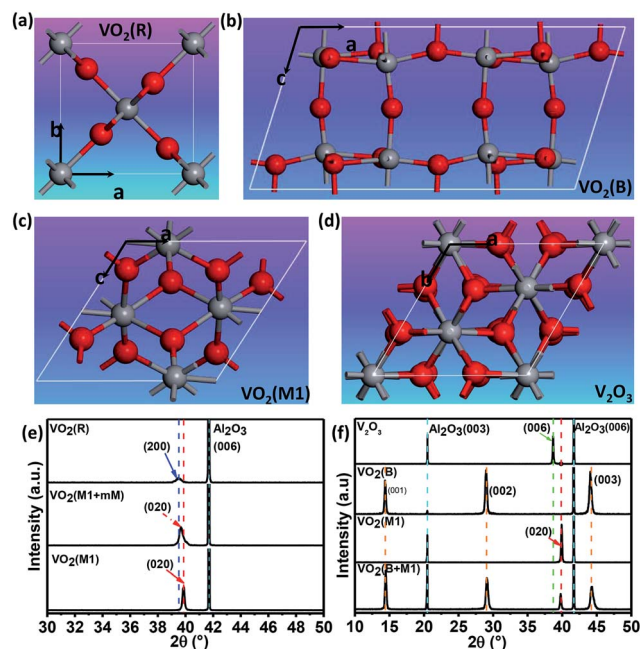 (a)
VO₂(R)
b
a
(b)
a
c
VO₂(B)
(c)
a
c
VO₂(M1)
(d)
a
b
V₂O₃
(e)
VO₂(R)
Al₂O₃
(200)
(006)
VO₂(M1+mM)
(020)
VO₂(M1)
(020)
Intensity (a.u.)
30 32 34 36 38 40 42 44 46 48 50
2θ (°)
(f)
V₂O₃
Al₂O₃(003)
(006)
Al₂O₃(006)
VO₂(B)
(001)
(002)
(003)
VO₂(M1)
(020)
VO₂(B+M1)
Intensity (a.u)
10 15 20 25 30 35 40 45 50
2θ (°)